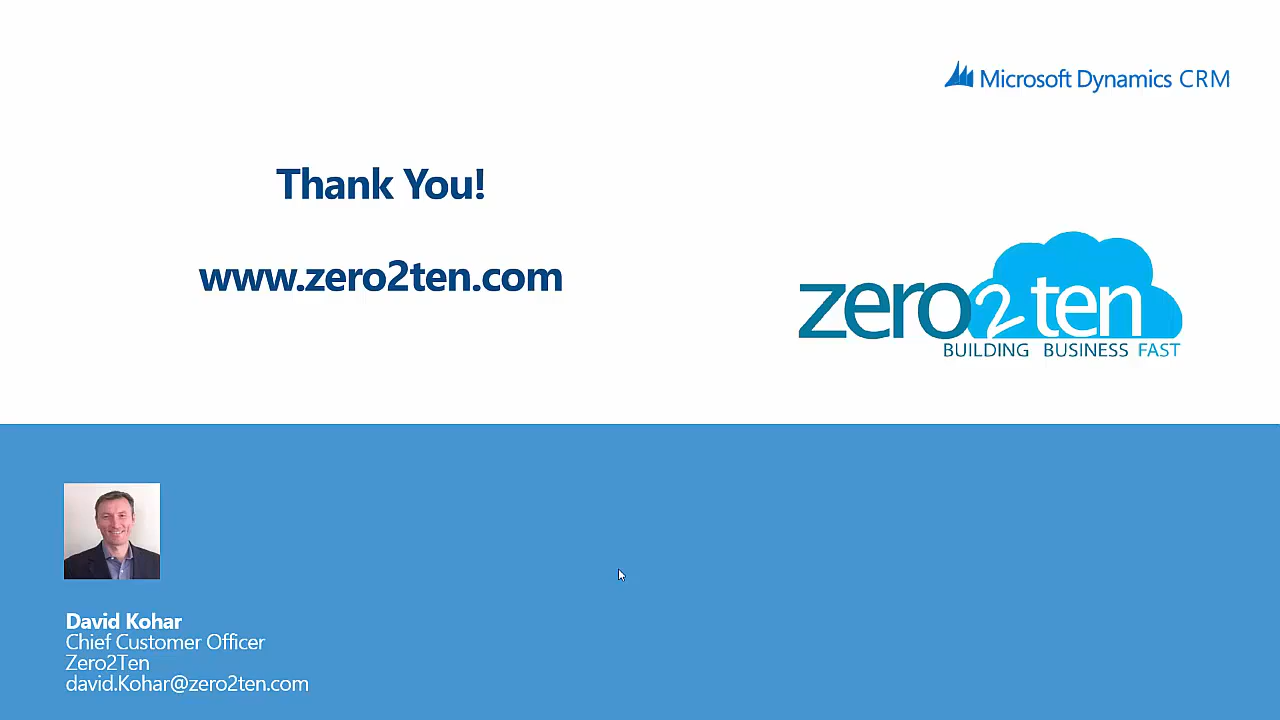 Microsoft Dynamics CRM
Thank You!
www.zero2ten.com
zero2ten
BUILDING BUSINESS FAST
David Kohar
Chief Customer Officer
Zero2Ten
david.Kohar@zero2ten.com